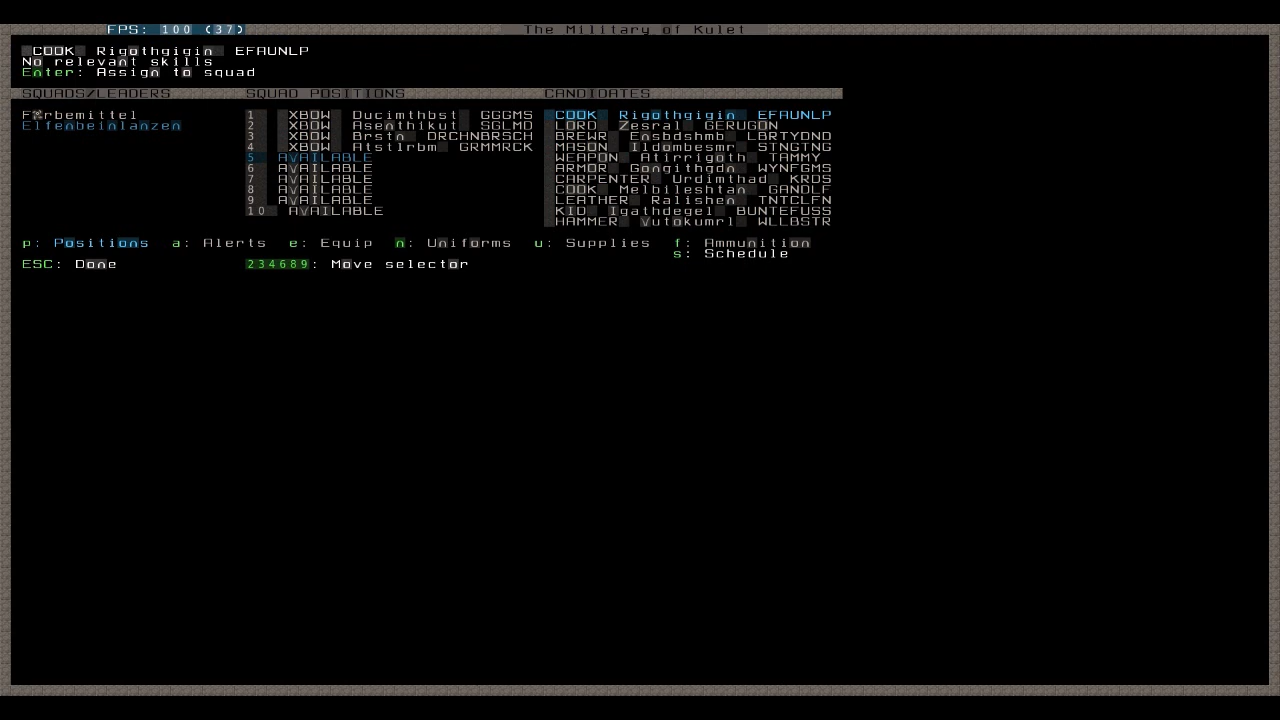 FPS: 100 (37) The Military of Kulet
COOK Rigothgigin EFAUNLP
No relevant skills
Enter: Assign to squad
SQUADS/LEADERS SQUAD POSITIONS CANDIDATES
Färbemittel 1 XBOW Ducimthbst GGGMS COOK Rigothgigin EFAUNLP
Elfenbeinlanzen 2 XBOW Asenthikut SGLMD LORD Zesral GERUGON
3 XBOW Brstn DRCHNBRSCH BREWR Ensbdshmb LBRTYDND
4 XBOW Atstlrbm GRMMRCK MASON Ildombesmr STNGTNG
5 AVAILABLE WEAPON Atirrigoth TAMMY
6 AVAILABLE ARMOR Gongithgdn WYNFGMS
7 AVAILABLE CARPENTER Urdimthad KRDS
8 AVAILABLE COOK Melbileshtan GANDLF
9 AVAILABLE LEATHER Ralishen TNTCLFN
10 AVAILABLE KID Igathdegel BUNTEFUSS
HAMMER Vutokumrl WLLBSTR
p: Positions a: Alerts e: Equip n: Uniforms u: Supplies f: Ammunition
s: Schedule
ESC: Done 234689: Move selector